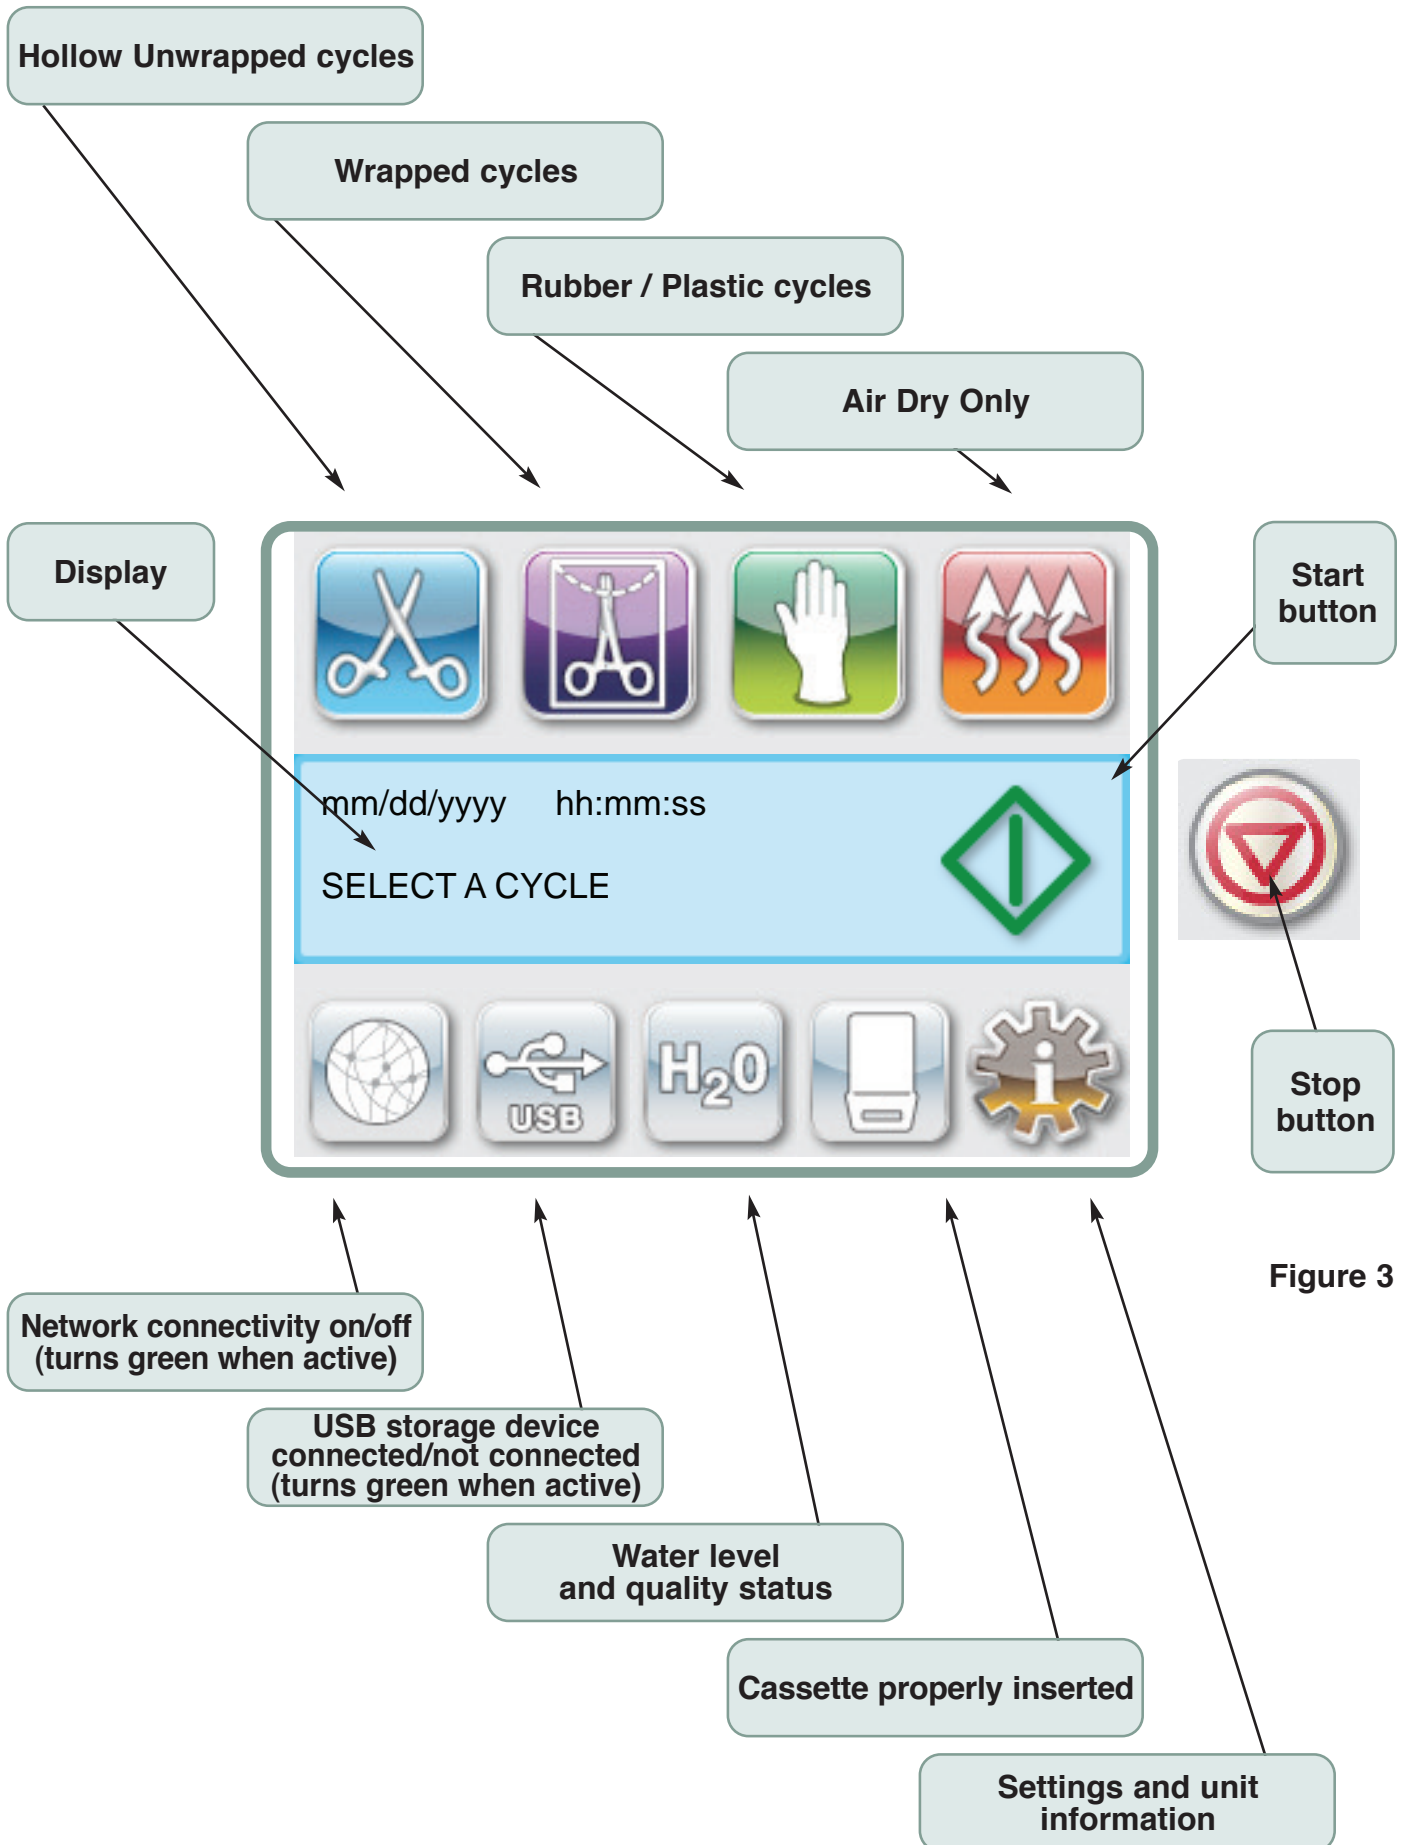 Hollow Unwrapped cycles
Wrapped cycles
Rubber / Plastic cycles
Air Dry Only
Display
Start
button
mm/dd/yyyy hh:mm:ss
SELECT A CYCLE
USB
H₂O
i
Stop
button
Figure 3
Network connectivity on/off
(turns green when active)
USB storage device
connected/not connected
(turns green when active)
Water level
and quality status
Cassette properly inserted
Settings and unit
information